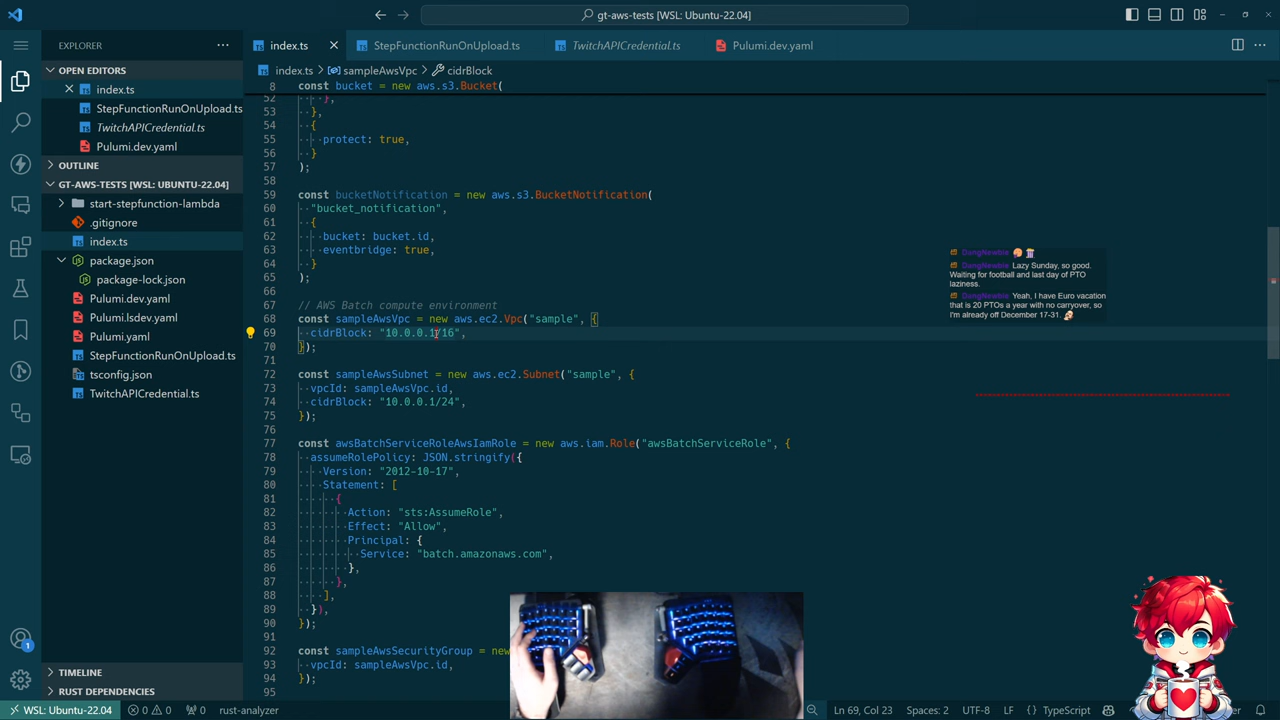 gt-aws-tests [WSL: Ubuntu-22.04]
EXPLORER
index.ts
StepFunctionRunOnUpload.ts
TwitchAPICredential.ts
Pulumi.dev.yaml
OPEN EDITORS
index.ts
StepFunctionRunOnUpload.ts
TwitchAPICredential.ts
Pulumi.dev.yaml
OUTLINE
GT-AWS-TESTS [WSL: UBUNTU-22.04]
start-stepfunction-lambda
.gitignore
index.ts
package.json
package-lock.json
Pulumi.dev.yaml
Pulumi.lsdev.yaml
Pulumi.yaml
StepFunctionRunOnUpload.ts
tsconfig.json
TwitchAPICredential.ts
TIMELINE
RUST DEPENDENCIES
index.ts > sampleAwsVpc > cidrBlock
8 const bucket = new aws.s3.Bucket(
52 },
53 },
54 {
55 protect: true,
56 }
57 );
58
59 const bucketNotification = new aws.s3.BucketNotification(
60 "bucket_notification",
61 {
62 bucket: bucket.id,
63 eventbridge: true,
64 }
65 );
66
67 // AWS Batch compute environment
68 const sampleAwsVpc = new aws.ec2.Vpc("sample", {
69 cidrBlock: "10.0.0.1/16",
70 });
71
72 const sampleAwsSubnet = new aws.ec2.Subnet("sample", {
73 vpcId: sampleAwsVpc.id,
74 cidrBlock: "10.0.0.1/24",
75 });
76
77 const awsBatchServiceRoleAwsIamRole = new aws.iam.Role("awsBatchServiceRole", {
78 assumeRolePolicy: JSON.stringify({
79 Version: "2012-10-17",
80 Statement: [
81 {
82 Action: "sts:AssumeRole",
83 Effect: "Allow",
84 Principal: {
85 Service: "batch.amazonaws.com",
86 },
87 },
88 ],
89 }),
90 });
91
92 const sampleAwsSecurityGroup = new
93 vpcId: sampleAwsVpc.id,
94 });
95
DungNewbie
DungNewbie Lazy Sunday, so good.
Waiting for football and last day of PTO
laziness.
DungNewbie Yeah, I have Euro vacation
that is 20 PTOs a year with no carryover, so
I'm already off December 17-31.
1
WSL: Ubuntu-22.04 0 0 0 rust-analyzer
Ln 69, Col 23 Spaces: 2 UTF-8 LF TypeScript